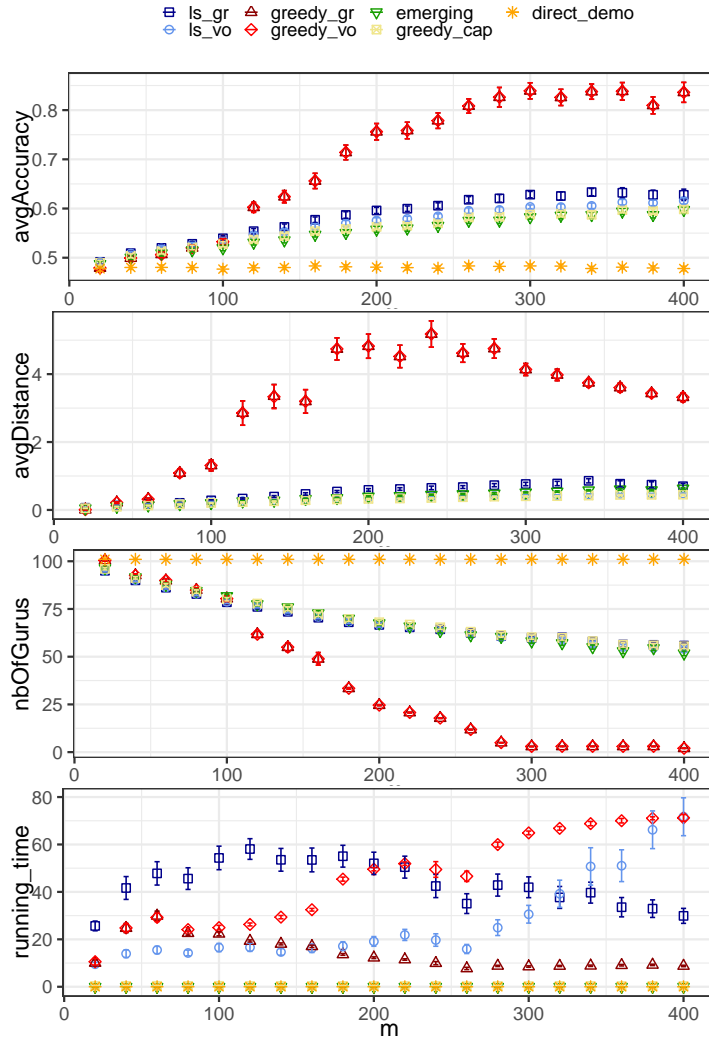 ls_gr greedy_gr emerging direct_demo
ls_vo greedy_vo greedy_cap
avgAccuracy
0.8
0.7
0.6
0.5
0 100 200 300 400
avgDistance
4
2
0
0 100 200 300 400
nbOfGurus
100
75
50
25
0
0 100 200 300 400
running_time
80
60
40
20
0
0 100 200 300 400
m